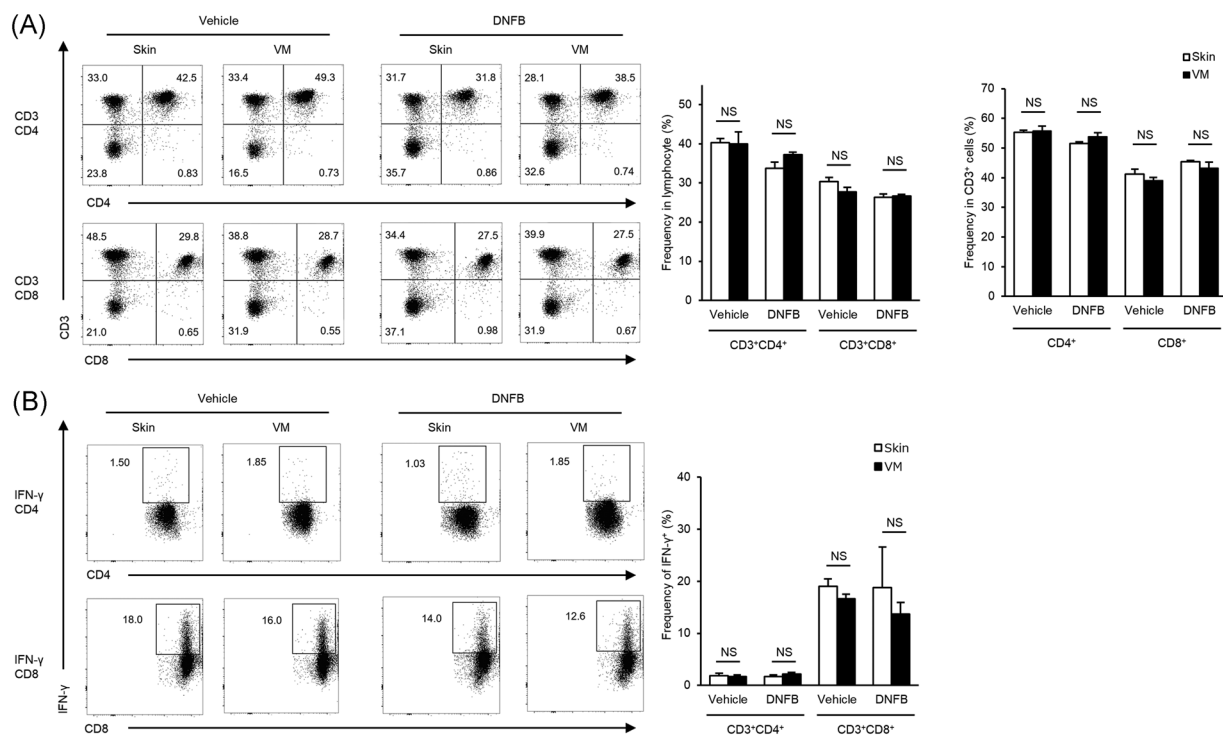 (A)
Vehicle
DNFB
Skin
VM
Skin
VM
CD3
CD4
33.0 42.5
23.8 0.83
33.4 49.3
16.5 0.73
31.7 31.8
35.7 0.86
28.1 38.5
32.6 0.74
CD4
CD3
CD8
48.5 29.8
21.0 0.65
38.8 28.7
31.9 0.55
34.4 27.5
37.1 0.98
39.9 27.5
31.9 0.67
CD3
CD8
Frequency in lymphocyte (%)
50
40
30
20
10
0
NS
NS
NS
NS
Vehicle
DNFB
Vehicle
DNFB
CD3⁺CD4⁺
CD3⁺CD8⁺
Skin
VM
Frequency in CD3⁺ cells (%)
70
60
50
40
30
20
10
0
NS
NS
NS
NS
Vehicle
DNFB
Vehicle
DNFB
CD4⁺
CD8⁺
(B)
Vehicle
DNFB
Skin
VM
Skin
VM
IFN-γ
CD4
1.50
1.85
1.03
1.85
CD4
IFN-γ
CD8
18.0
16.0
14.0
12.6
IFN-γ
CD8
Skin
VM
Frequency of IFN-γ⁺ (%)
40
30
20
10
0
NS
NS
NS
NS
Vehicle
DNFB
Vehicle
DNFB
CD3⁺CD4⁺
CD3⁺CD8⁺